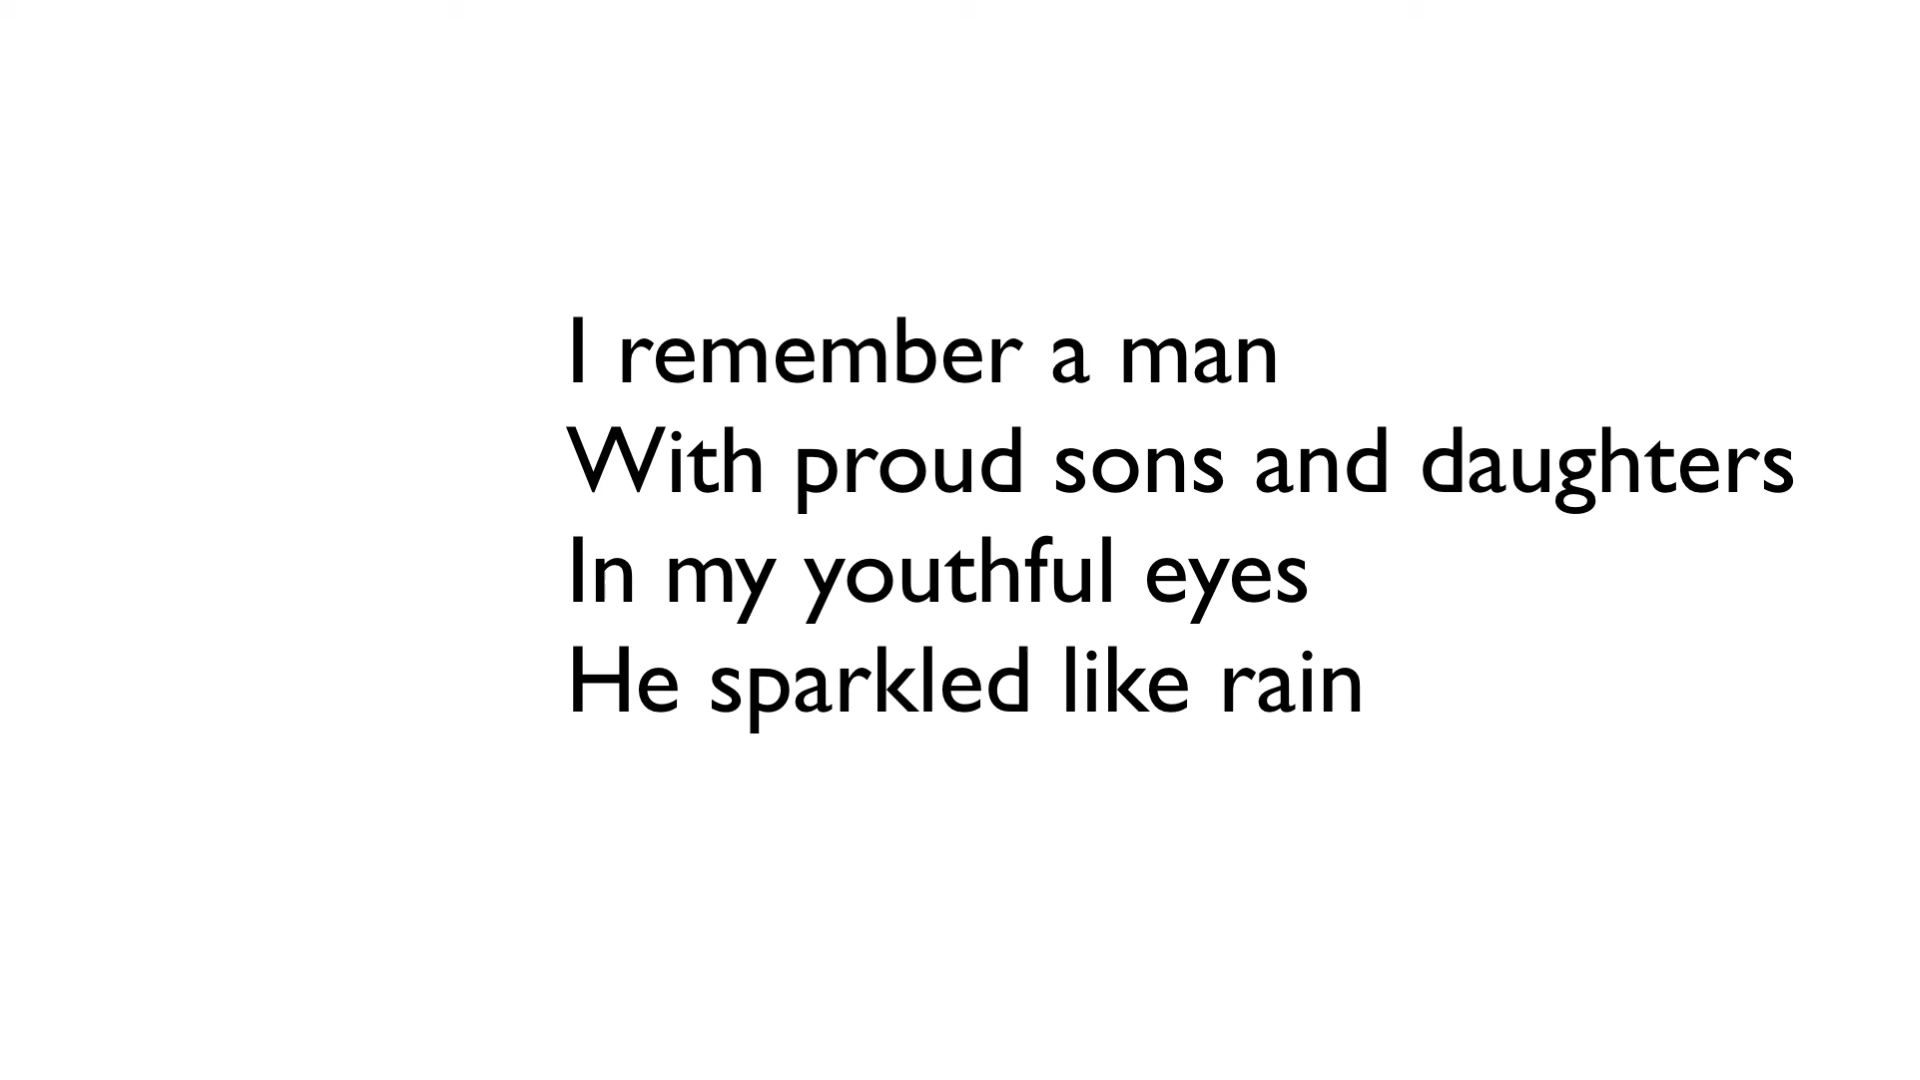 I remember a man
With proud sons and daughters
In my youthful eyes
He sparkled like rain